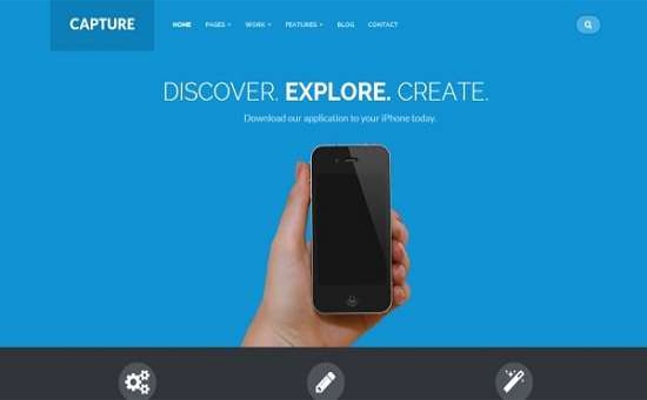 CAPTURE
HOME PAGES WORK FEATURES BLOG CONTACT
DISCOVER. EXPLORE. CREATE.
Download our application to your iPhone today.